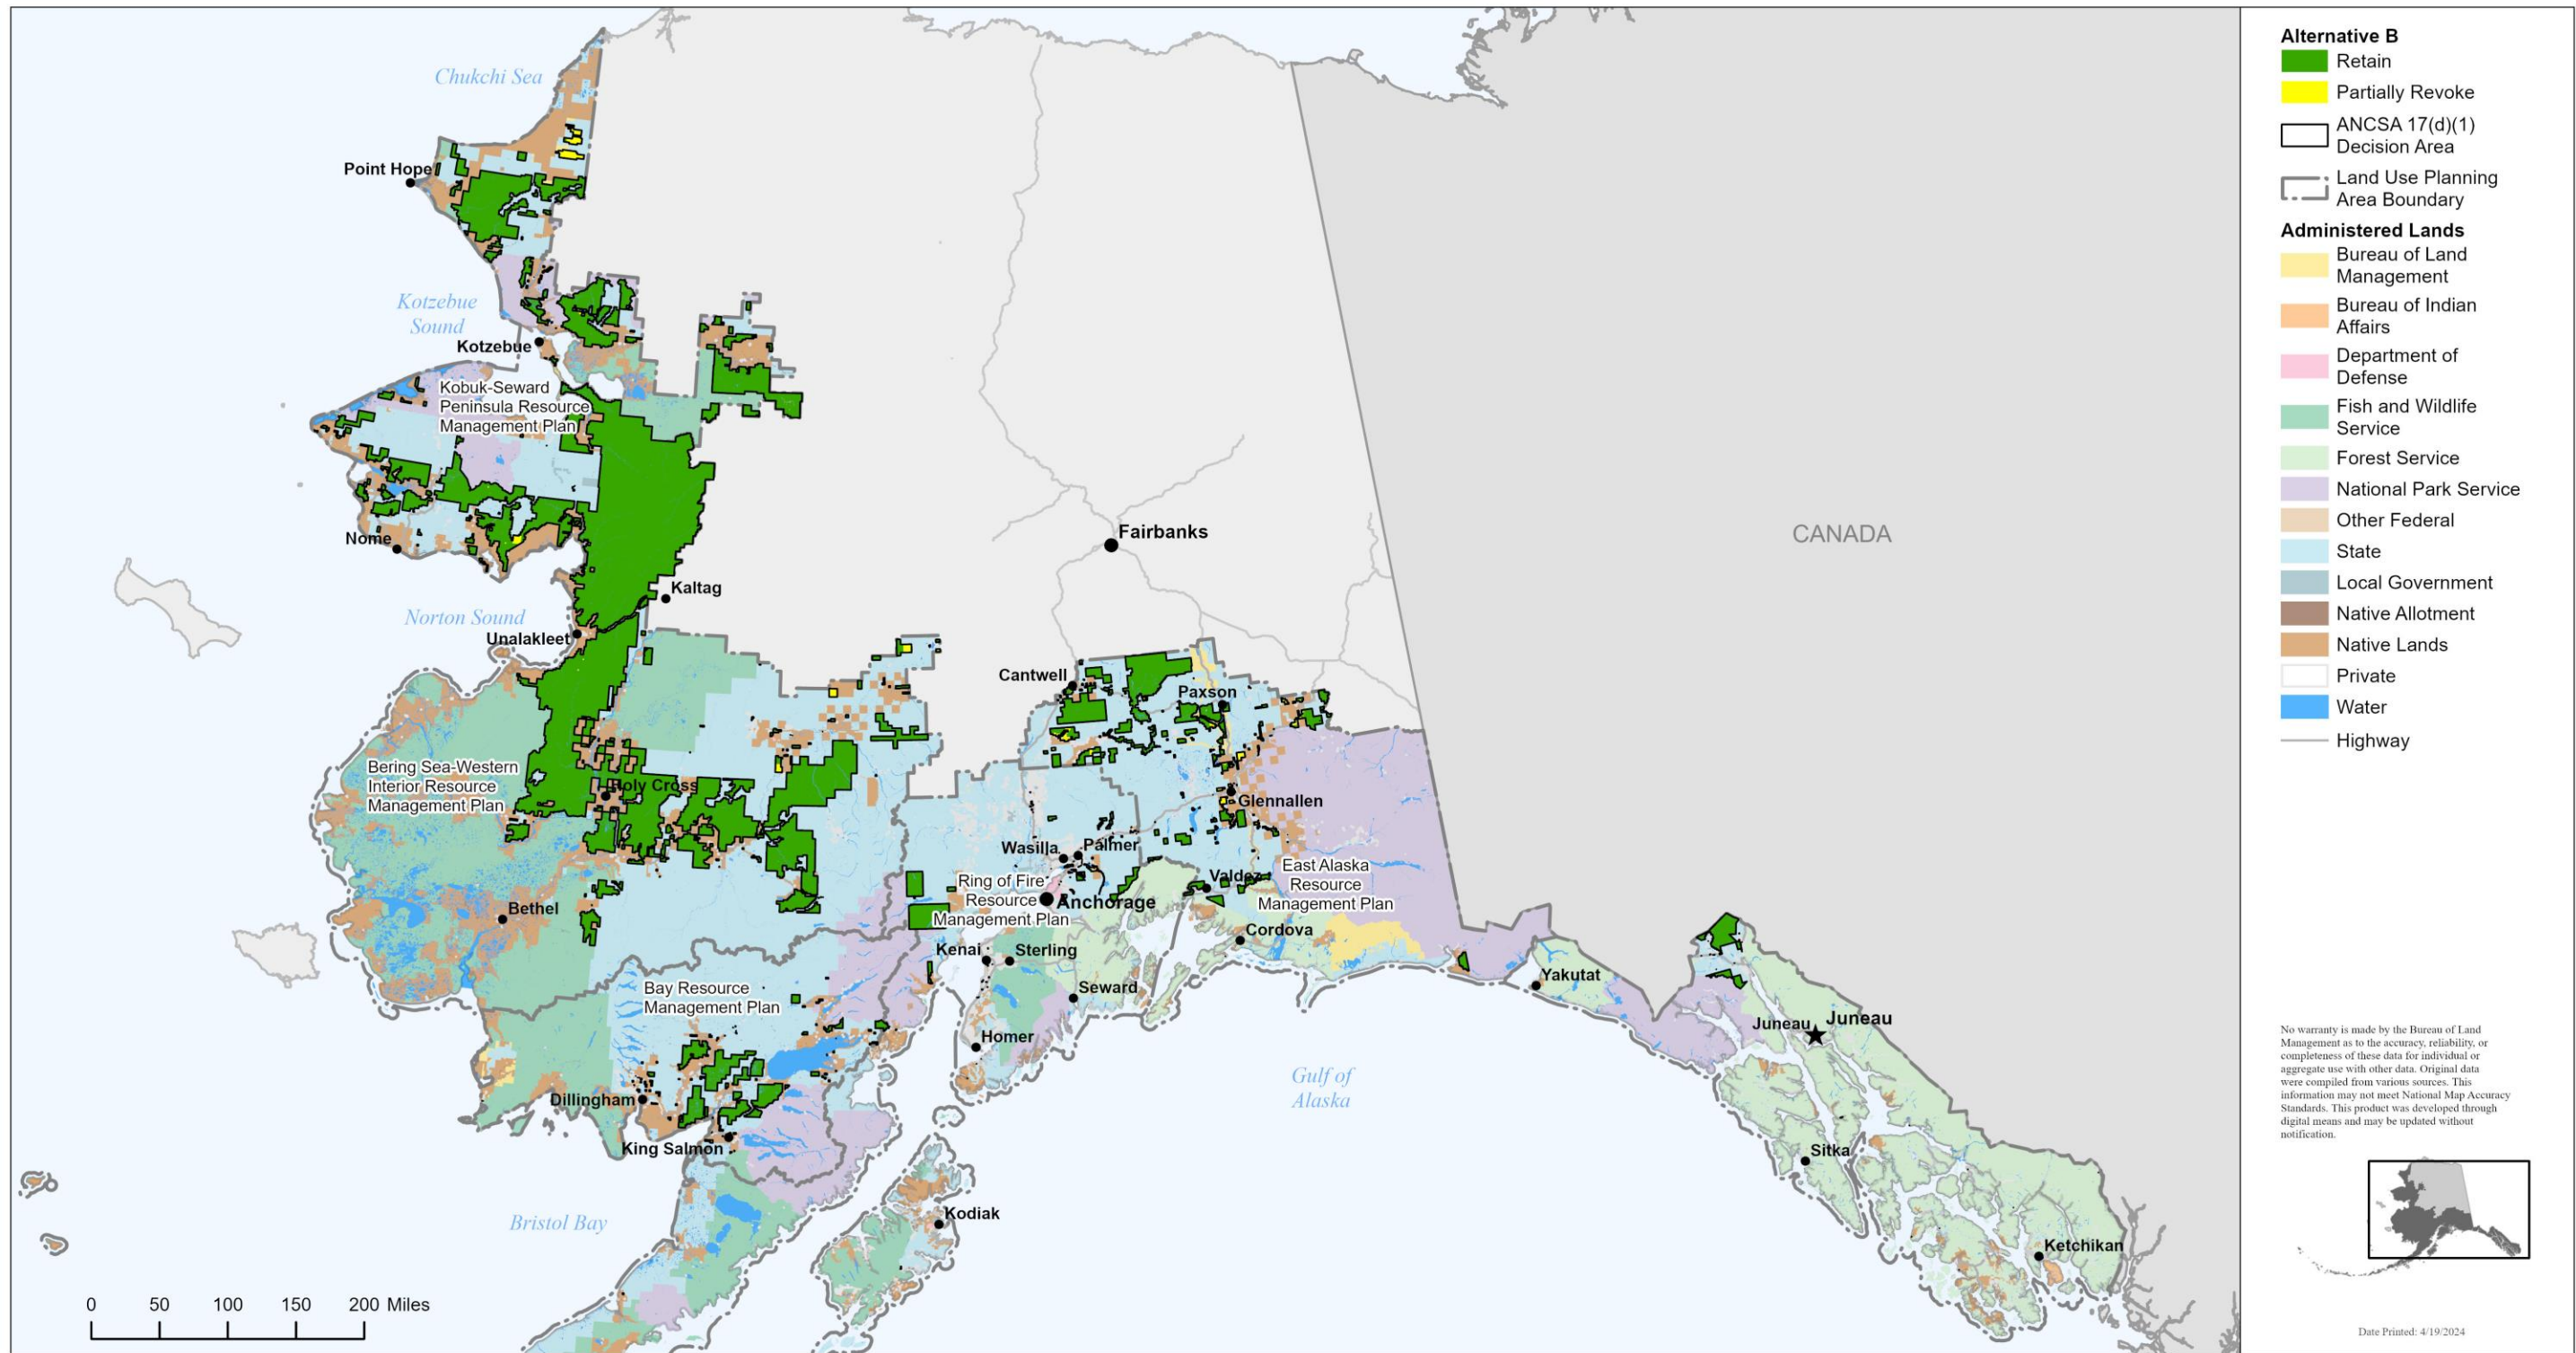 Chukchi Sea
Point Hope
Kotzebue
Sound
Kotzebue
Kobuk-Seward
Peninsula Resource
Management Plan
Nome
Norton Sound
Unalakleet
Kaltag
Fairbanks
CANADA
Cantwell
Paxson
Bering Sea-Western
Interior Resource
Management Plan
Holy Cross
Glennallen
Wasilla
Palmer
Ring of Fire
Resource
Management Plan
Anchorage
Valdez
East Alaska
Resource
Management Plan
Bethel
Cordova
Kenai
Sterling
Seward
Yakutat
Bay Resource
Management Plan
Homer
Juneau
Juneau
Gulf of
Alaska
Dillingham
King Salmon
Sitka
Bristol Bay
Kodiak
Ketchikan
0 50 100 150 200 Miles
Alternative B
Retain
Partially Revoke
ANCSA 17(d)(1)
Decision Area
Land Use Planning
Area Boundary
Administered Lands
Bureau of Land
Management
Bureau of Indian
Affairs
Department of
Defense
Fish and Wildlife
Service
Forest Service
National Park Service
Other Federal
State
Local Government
Native Allotment
Native Lands
Private
Water
Highway
No warranty is made by the Bureau of Land
Management as to the accuracy, reliability, or
completeness of these data for individual or
aggregate use with other data. Original data
were compiled from various sources. This
information may not meet National Map Accuracy
Standards. This product was developed through
digital means and may be updated without
notification.
Date Printed: 4/19/2024